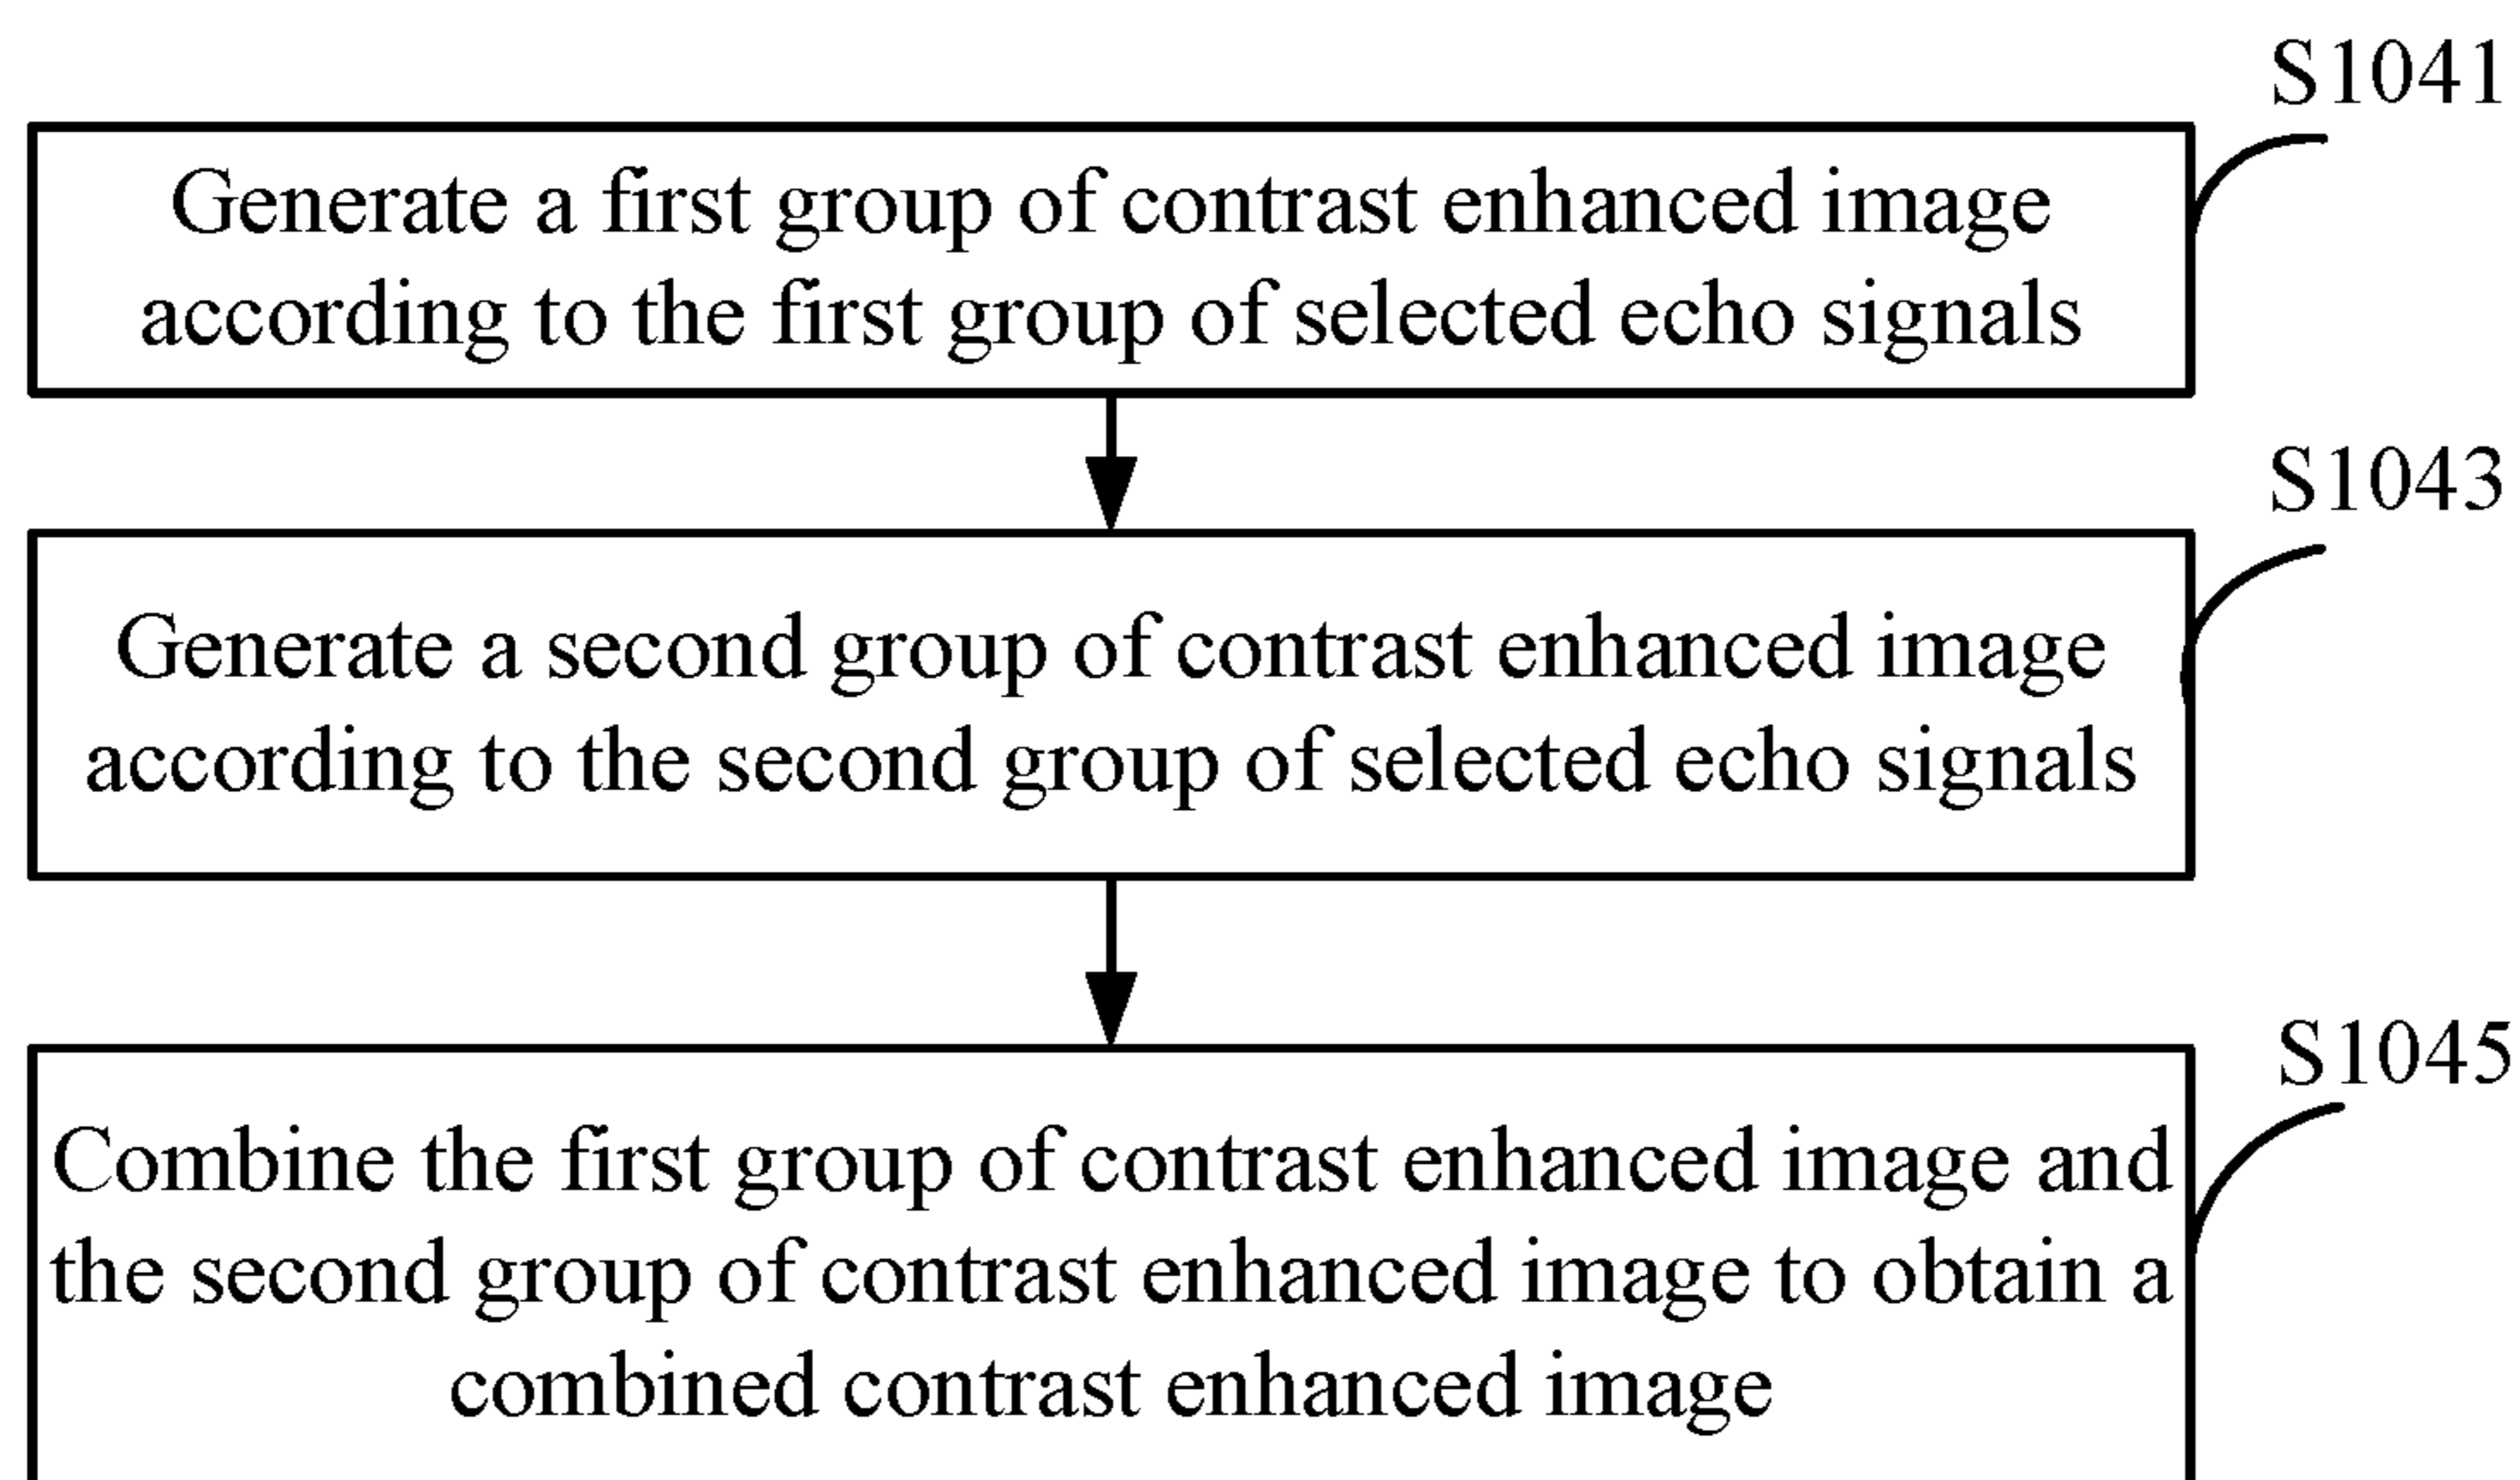 S1041
Generate a first group of contrast enhanced image
according to the first group of selected echo signals
S1043
Generate a second group of contrast enhanced image
according to the second group of selected echo signals
S1045
Combine the first group of contrast enhanced image and
the second group of contrast enhanced image to obtain a
combined contrast enhanced image